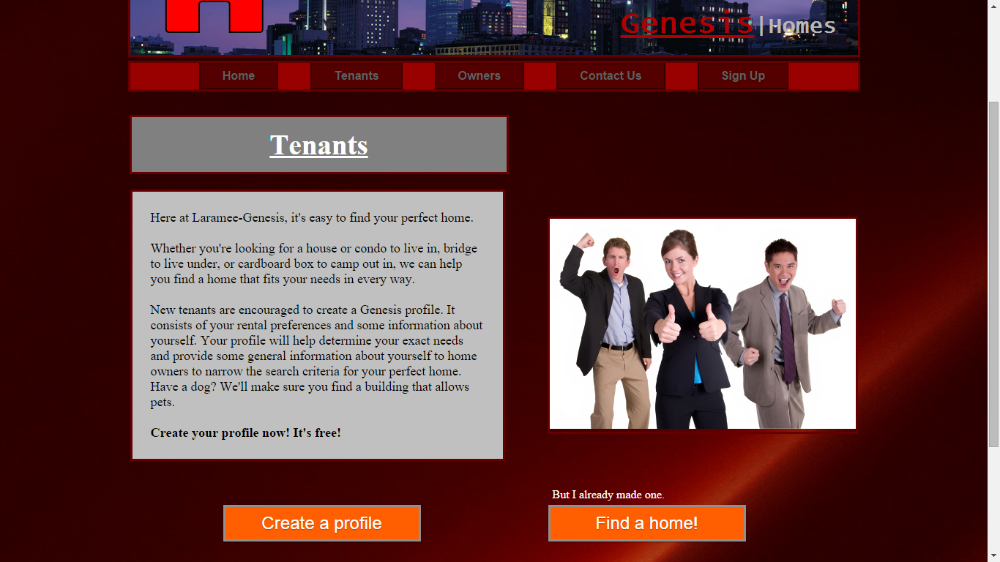 Genesis|Homes
Home Tenants Owners Contact Us Sign Up
Tenants
Here at Laramee-Genesis, it's easy to find your perfect home.
Whether you're looking for a house or condo to live in, bridge
to live under, or cardboard box to camp out in, we can help
you find a home that fits your needs in every way.
New tenants are encouraged to create a Genesis profile. It
consists of your rental preferences and some information about
yourself. Your profile will help determine your exact needs
and provide some general information about yourself to home
owners to narrow the search criteria for your perfect home.
Have a dog? We'll make sure you find a building that allows
pets.
Create your profile now! It's free!
But I already made one.
Create a profile
Find a home!